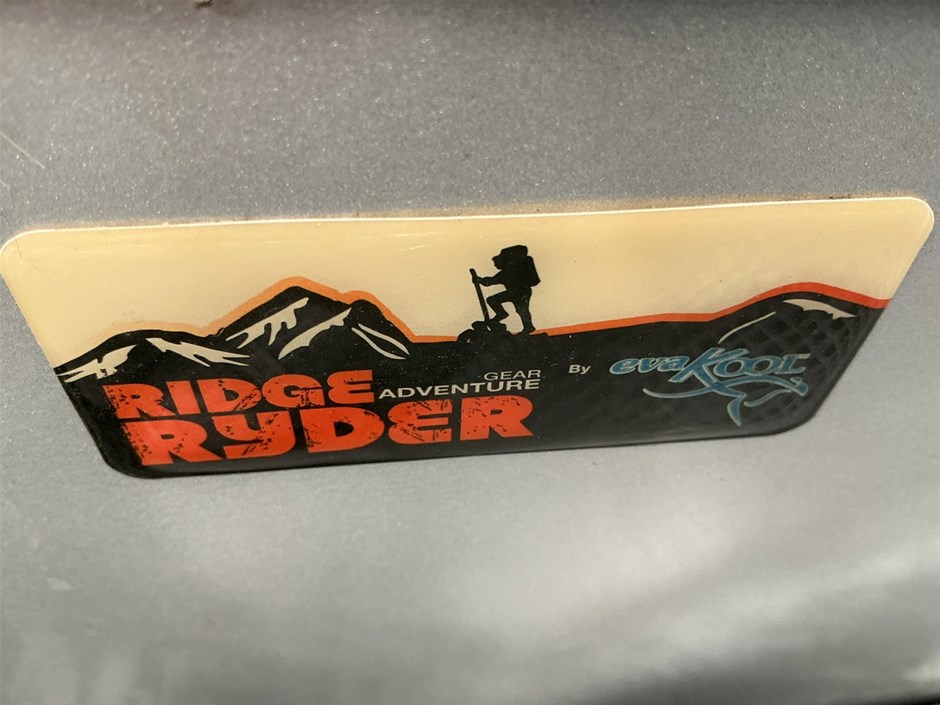 RIDGE
RYDER
GEAR
ADVENTURE
By evaKool